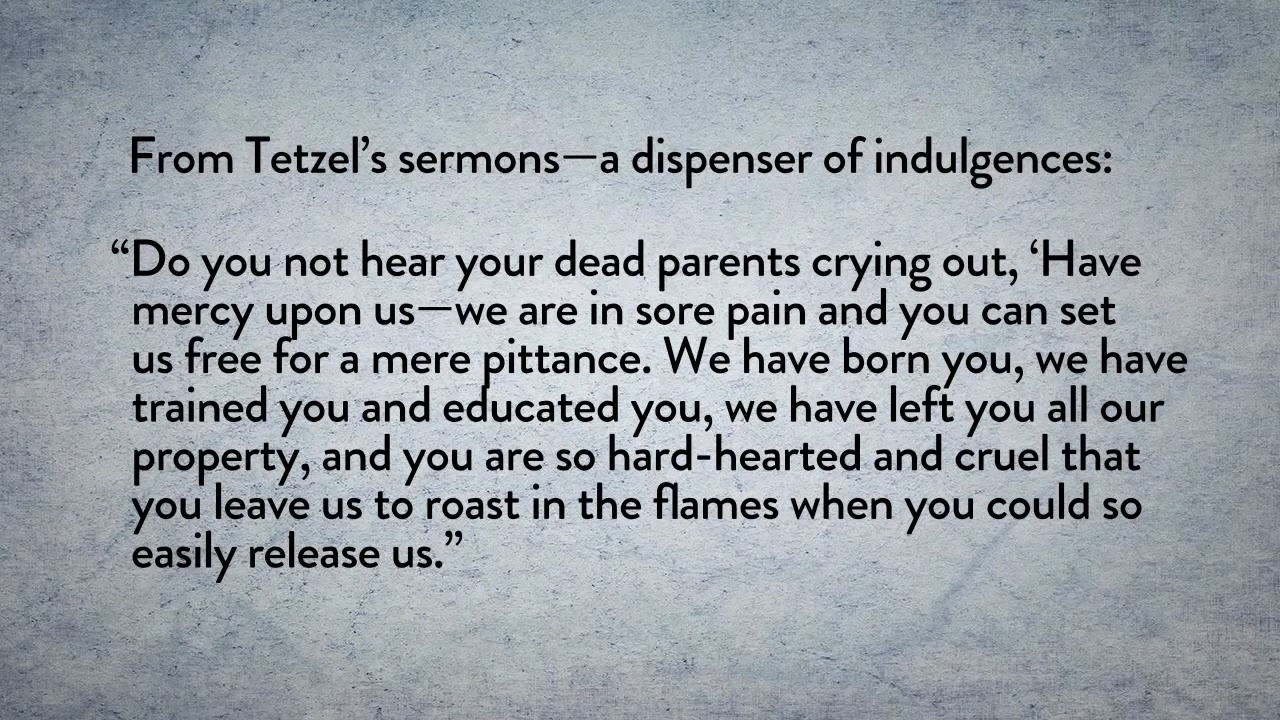 From Tetzel’s sermons—a dispenser of indulgences:
“Do you not hear your dead parents crying out, ‘Have
mercy upon us—we are in sore pain and you can set
us free for a mere pittance. We have born you, we have
trained you and educated you, we have left you all our
property, and you are so hard-hearted and cruel that
you leave us to roast in the flames when you could so
easily release us.”